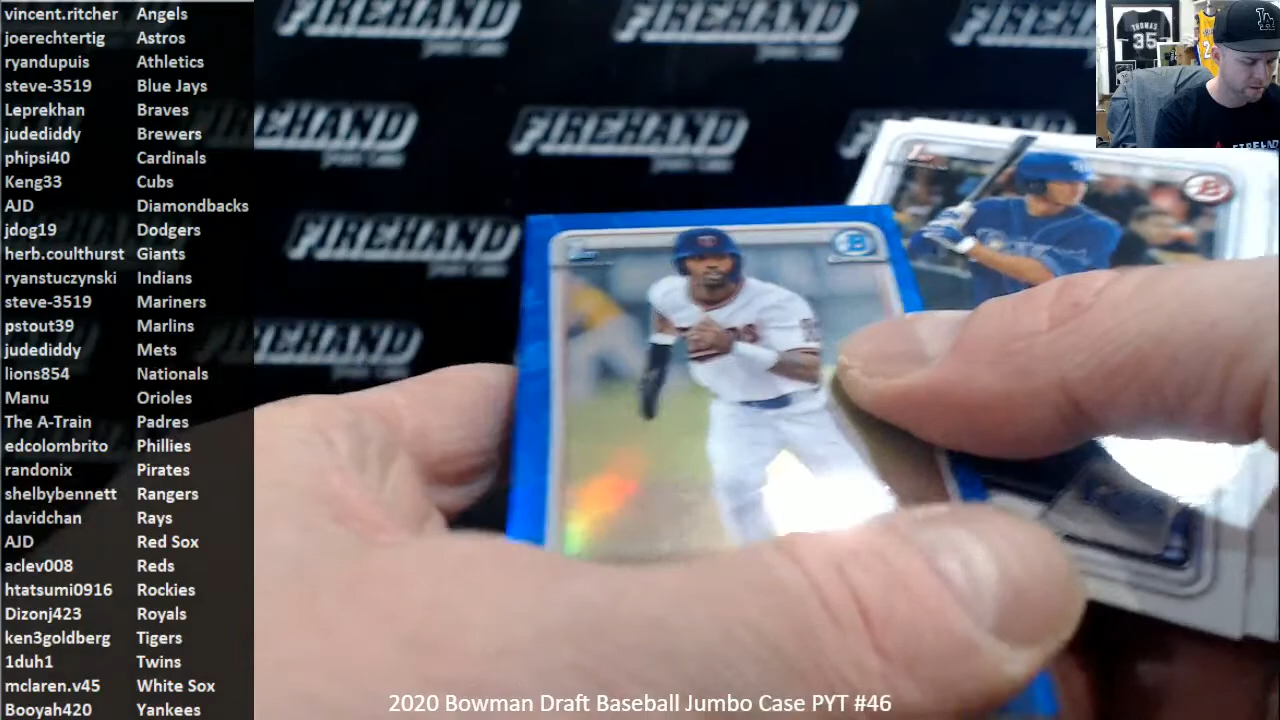 vincent.ritcher Angels
joerechtertig Astros
ryandupuis Athletics
steve-3519 Blue Jays
Leprekhan Braves
judediddy Brewers
phipsi40 Cardinals
Keng33 Cubs
AJD Diamondbacks
jdog19 Dodgers
herb.coulthurst Giants
ryanstuczynski Indians
steve-3519 Mariners
pstout39 Marlins
judediddy Mets
lions854 Nationals
Manu Orioles
The A-Train Padres
edcolombrito Phillies
randonix Pirates
shelbybennett Rangers
davidchan Rays
AJD Red Sox
aclev008 Reds
htatsumi0916 Rockies
Dizonj423 Royals
ken3goldberg Tigers
1duh1 Twins
mclaren.v45 White Sox
Booyah420 Yankees
FIREHAND
FIREHAND
FIREHAND
FIREHAND
THOMAS
35
2020 Bowman Draft Baseball Jumbo Case PYT #46